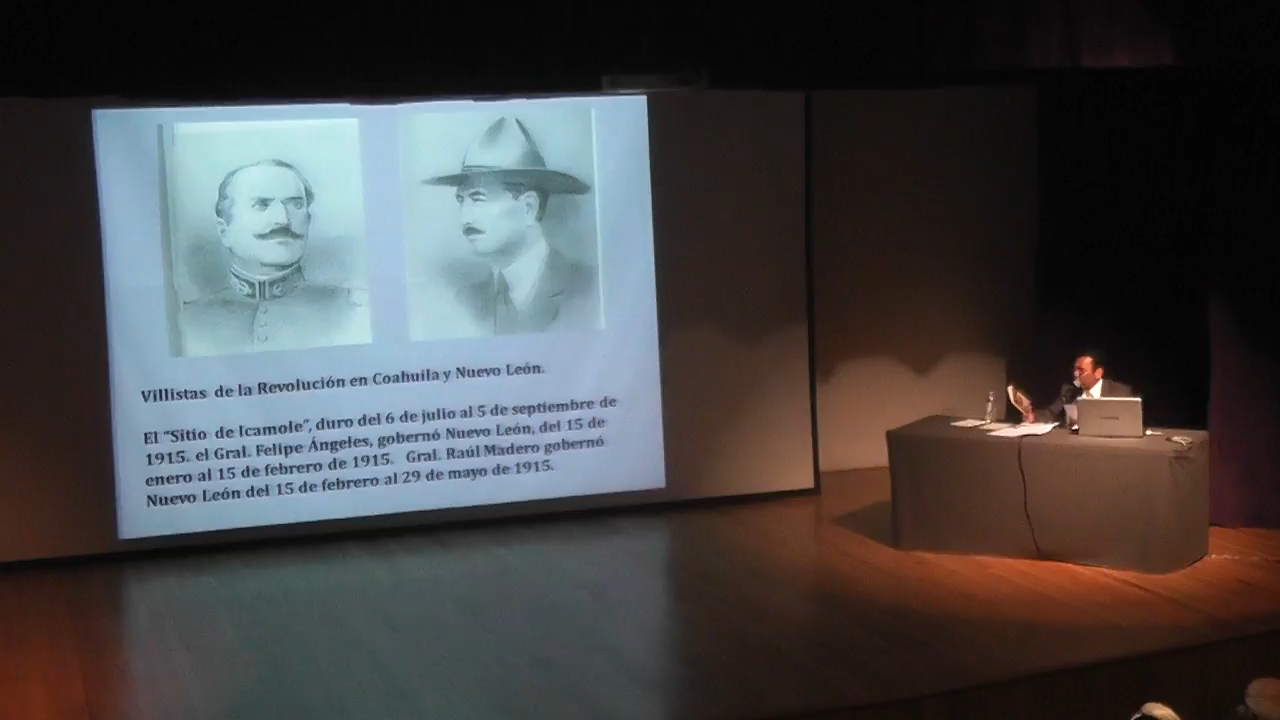 Villistas de la Revolución en Coahuila y Nuevo León.
El "Sitio de Icamole", duro del 6 de julio al 5 de septiembre de
1915. el Gral. Felipe Ángeles, gobernó Nuevo León, del 15 de
enero al 15 de febrero de 1915. Gral. Raúl Madero gobernó
Nuevo León del 15 de febrero al 29 de mayo de 1915.